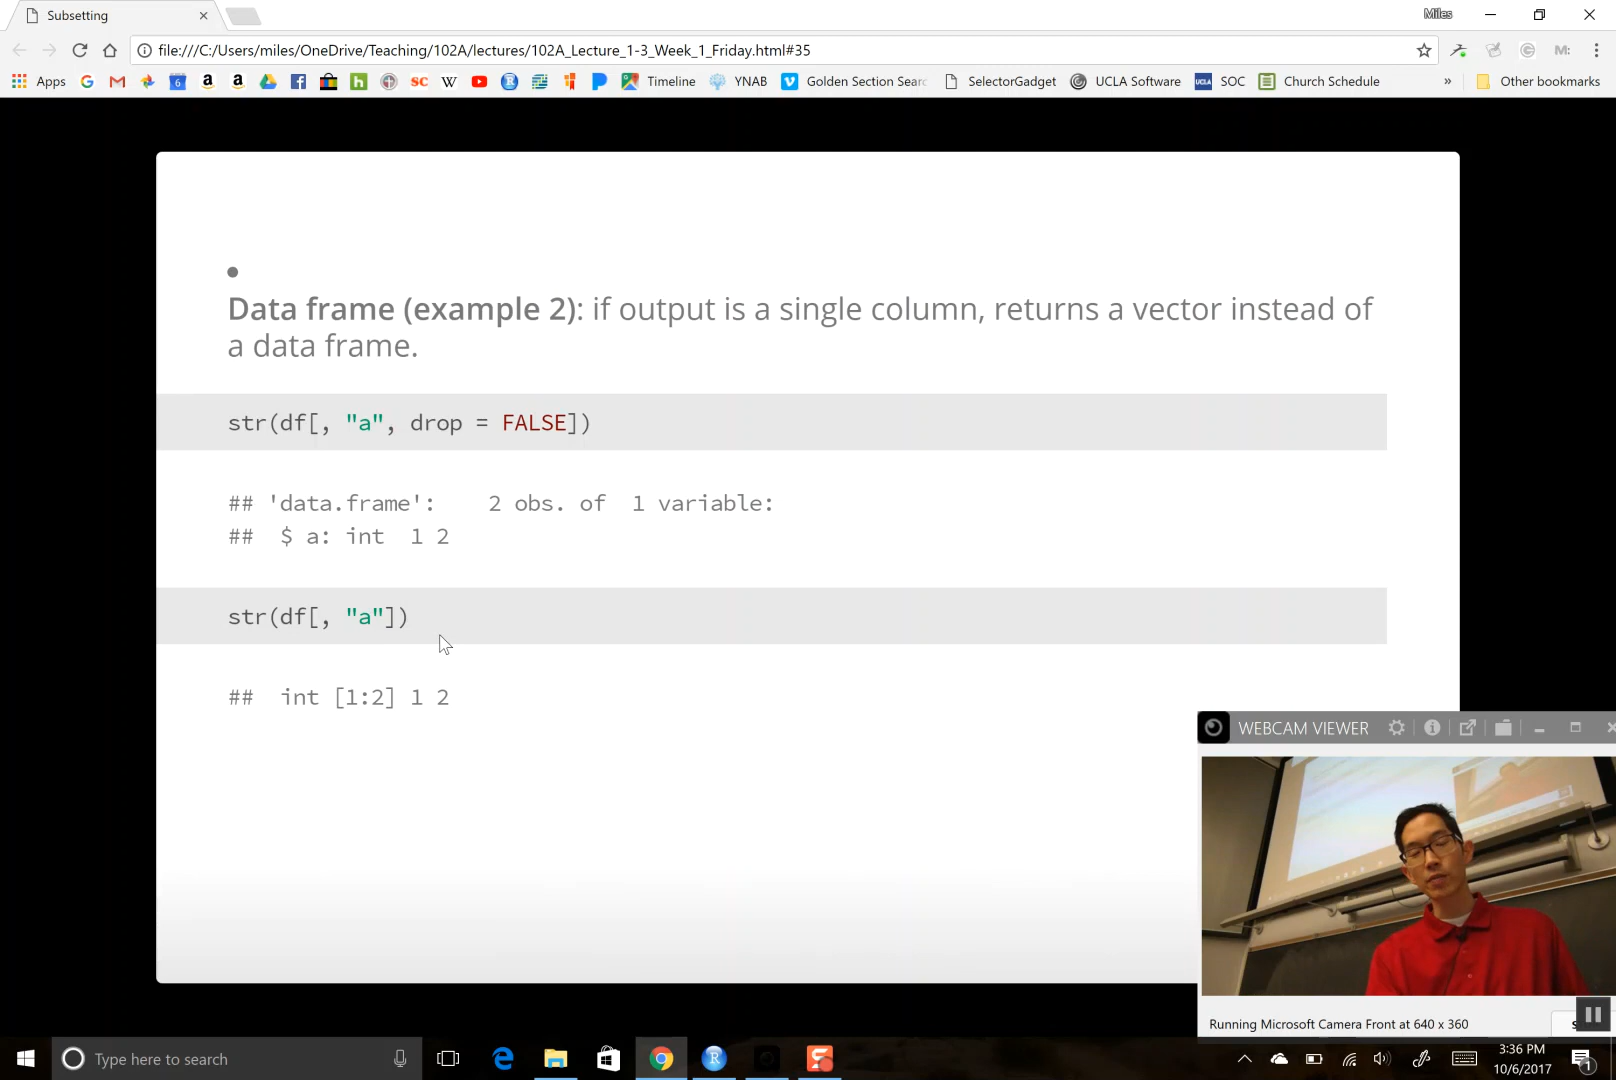 Subsetting
Miles
file:///C:/Users/miles/OneDrive/Teaching/102A/lectures/102A_Lecture_1-3_Week_1_Friday.html#35
Apps
Timeline
YNAB
Golden Section Sear
SelectorGadget
UCLA Software
SOC
Church Schedule
»
Other bookmarks
Data frame (example 2): if output is a single column, returns a vector instead of
a data frame.
str(df[, "a", drop = FALSE])
## 'data.frame':    2 obs. of  1 variable:
##  $ a: int  1 2
str(df[, "a"])
##  int [1:2] 1 2
WEBCAM VIEWER
Running Microsoft Camera Front at 640 x 360
Type here to search
3:36 PM
10/6/2017